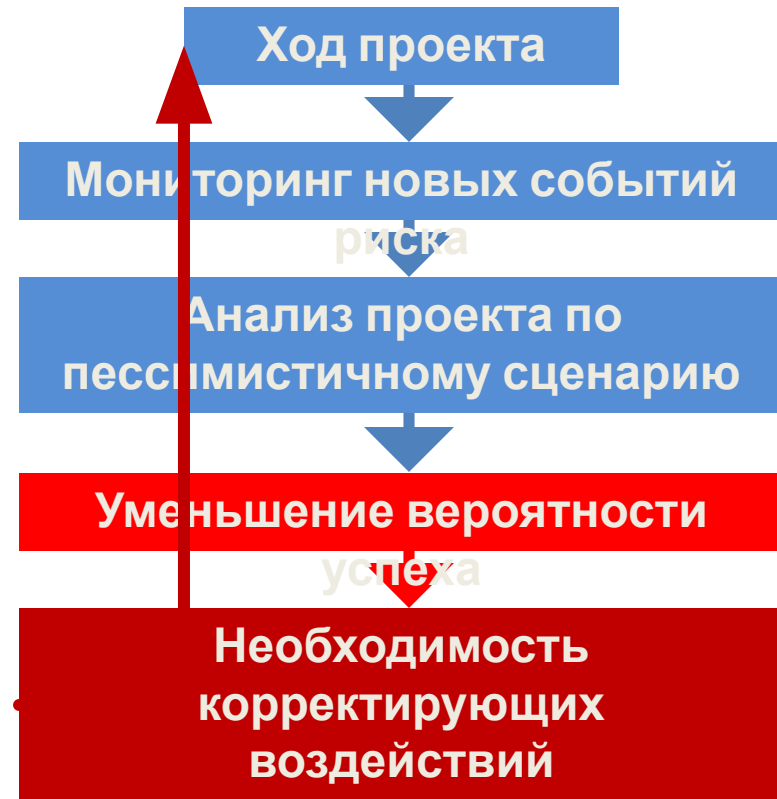 Ход проекта
Мониторинг новых событий
риска
Анализ проекта по
пессимистичному сценарию
Уменьшение вероятности
успеха
Необходимость
корректирующих
воздействий